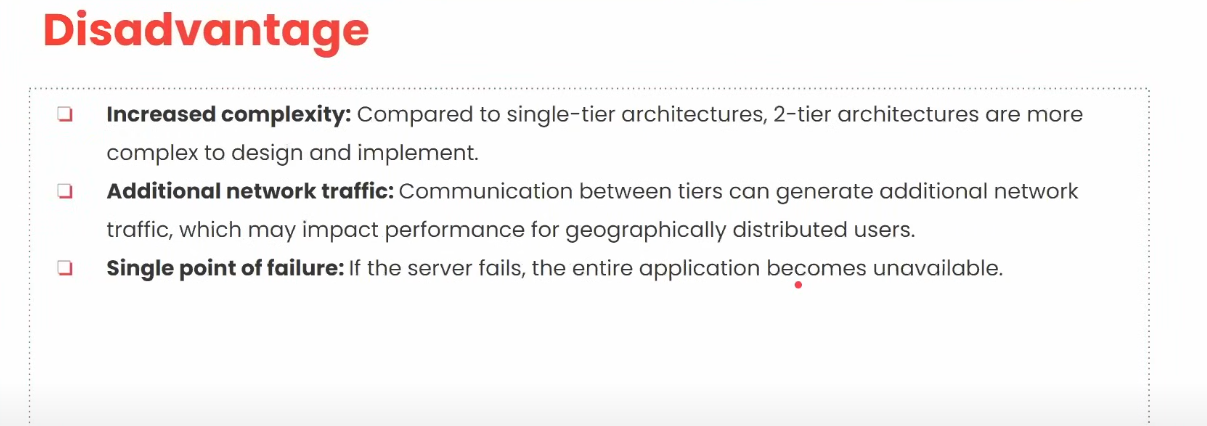 Disadvantage
Increased complexity: Compared to single-tier architectures, 2-tier architectures are more
complex to design and implement.
Additional network traffic: Communication between tiers can generate additional network
traffic, which may impact performance for geographically distributed users.
Single point of failure: If the server fails, the entire application becomes unavailable.